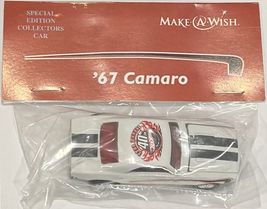 SPECIAL
EDITION
COLLECTORS
CAR
MAKE A WISH.
'67 Camaro